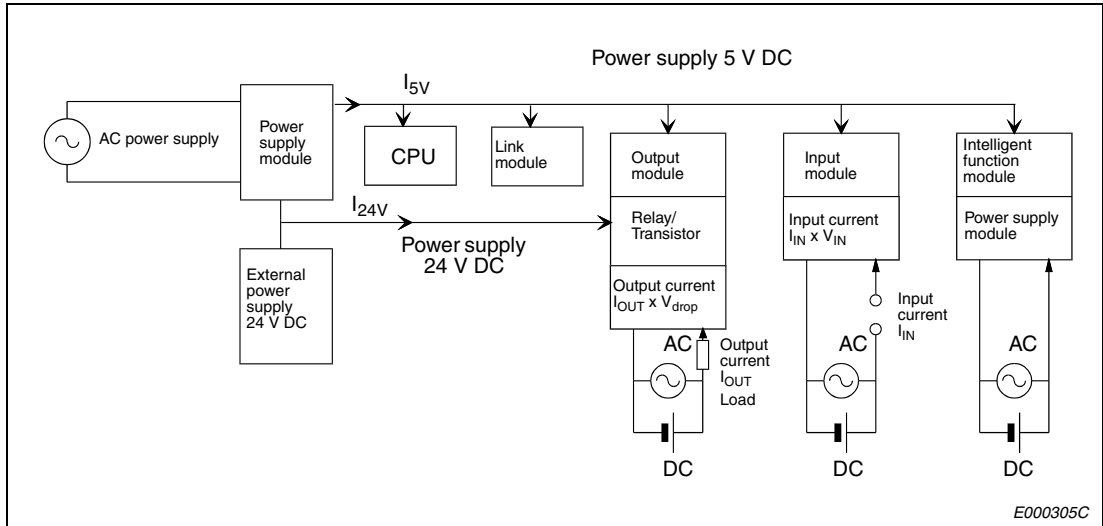 Power supply 5 V DC
I5V
AC power supply
Power
supply
module
CPU
Link
module
Output
module
Input
module
Intelligent
function
module
I24V
Power supply
24 V DC
Relay/
Transistor
Input current
IIN x VIN
Power supply
module
External
power
supply
24 V DC
Output current
IOUT x Vdrop
Input
current
IIN
AC
Output
current
IOUT
Load
AC
AC
DC
DC
DC
E000305C